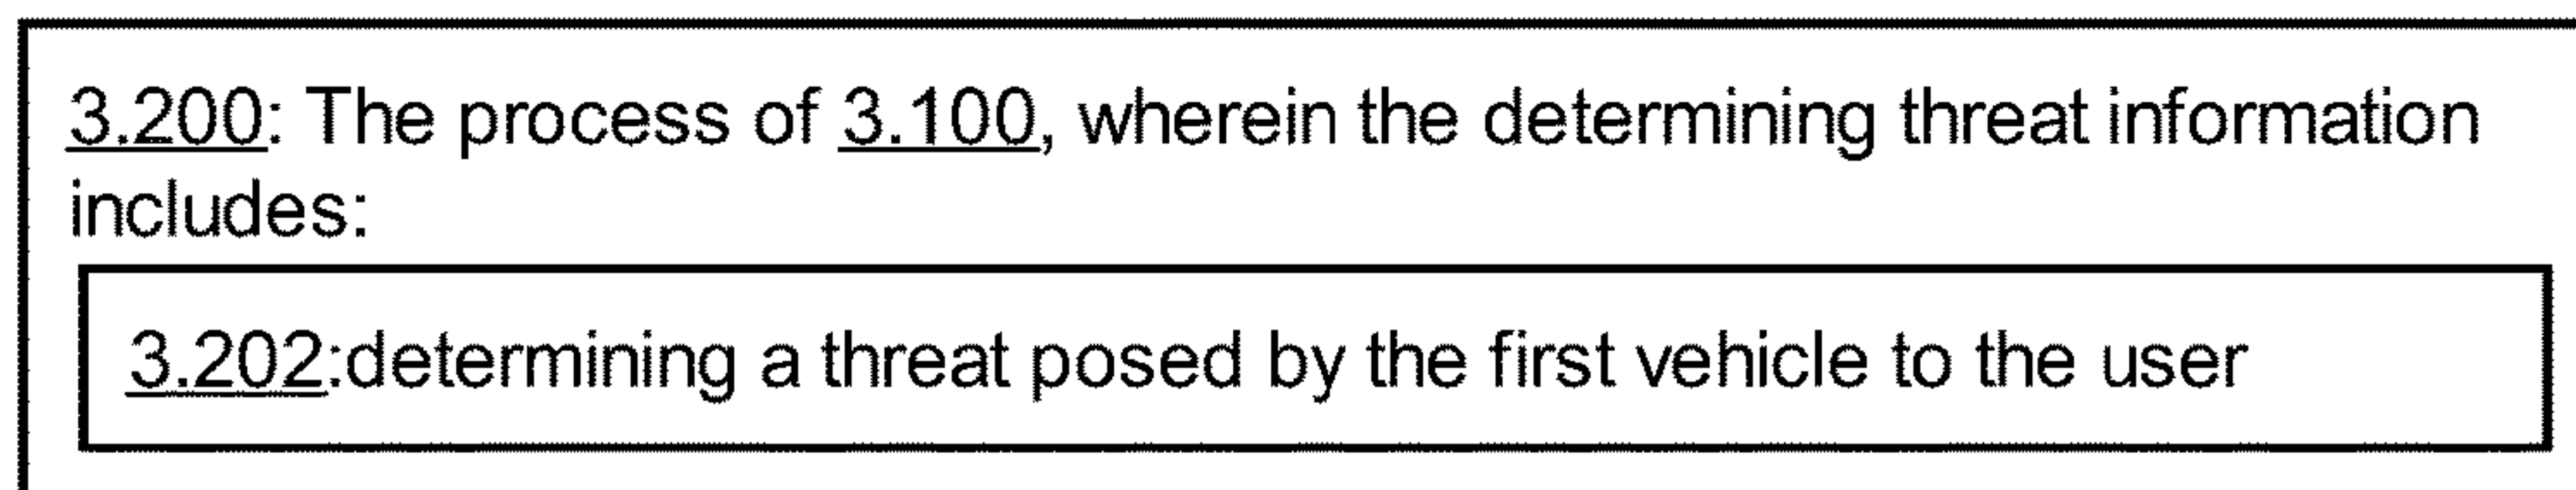 3.200: The process of 3.100, wherein the determining threat information
includes:
3.202:determining a threat posed by the first vehicle to the user